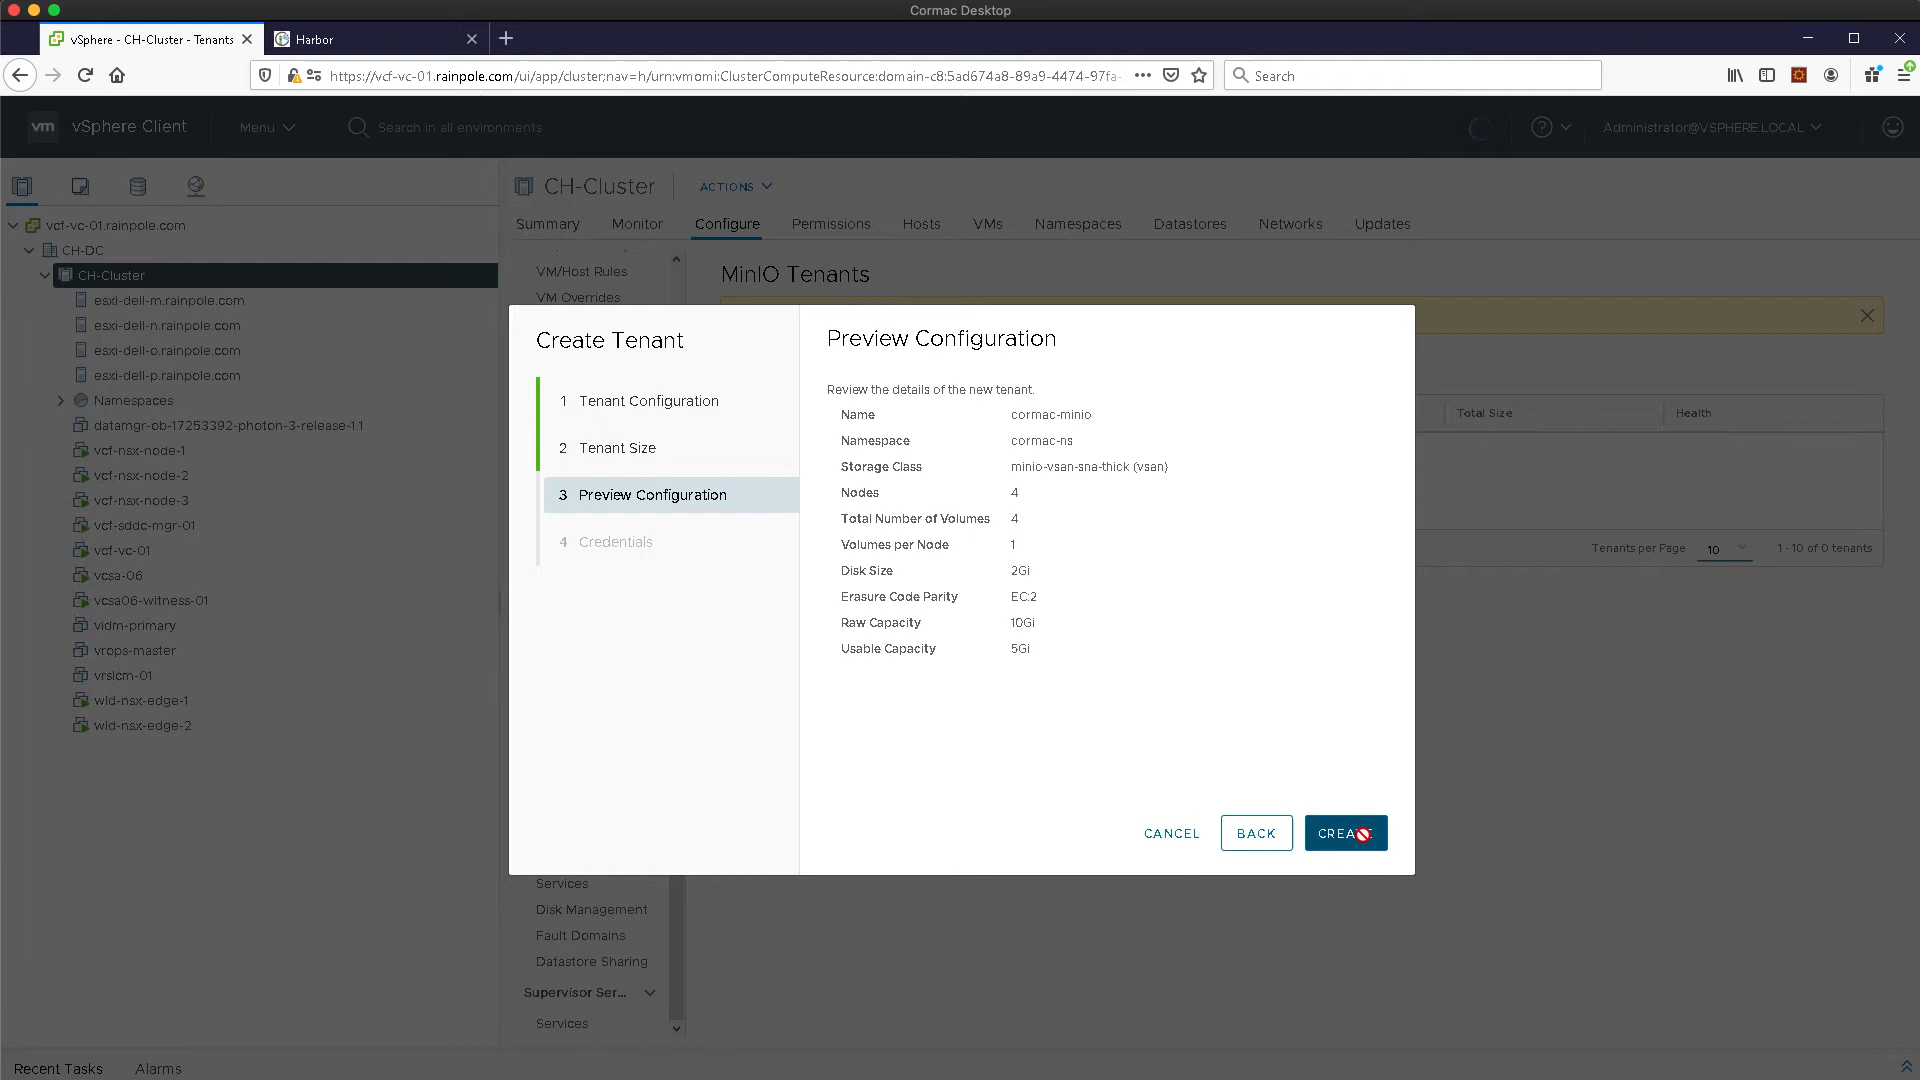 Cormac Desktop
vSphere - CH-Cluster - Tenants
Harbor
https://vcf-vc-01.rainpole.com/ui/app/cluster;nav=h/urn:vmomi:ClusterComputeResource:domain-c8:5ad674a8-89a9-4474-97fa-
Search
vm vSphere Client
Menu
Search in all environments
Administrator@VSPHERE.LOCAL
CH-Cluster
ACTIONS
Summary Monitor Configure Permissions Hosts VMs Namespaces Datastores Networks Updates
vcf-vc-01.rainpole.com
CH-DC
CH-Cluster
esxi-dell-m.rainpole.com
esxi-dell-n.rainpole.com
esxi-dell-o.rainpole.com
esxi-dell-p.rainpole.com
Namespaces
datamgr-ob-17253392-photon-3-release-1.1
vcf-nsx-node-1
vcf-nsx-node-2
vcf-nsx-node-3
vcf-sddc-mgr-01
vcf-vc-01
vcsa-06
vcsa06-witness-01
vidm-primary
vrops-master
vrslcm-01
wld-nsx-edge-1
wld-nsx-edge-2
VM/Host Rules
VM Overrides
MinIO Tenants
Total Size
Health
Tenants per Page 10 1 - 10 of 0 tenants
Create Tenant
1 Tenant Configuration
2 Tenant Size
3 Preview Configuration
4 Credentials
Preview Configuration
Review the details of the new tenant.
Name cormac-minio
Namespace cormac-ns
Storage Class minio-vsan-sna-thick (vsan)
Nodes 4
Total Number of Volumes 4
Volumes per Node 1
Disk Size 2Gi
Erasure Code Parity EC:2
Raw Capacity 10Gi
Usable Capacity 5Gi
CANCEL
BACK
Services
Disk Management
Fault Domains
Datastore Sharing
Supervisor Ser...
Services
Recent Tasks
Alarms